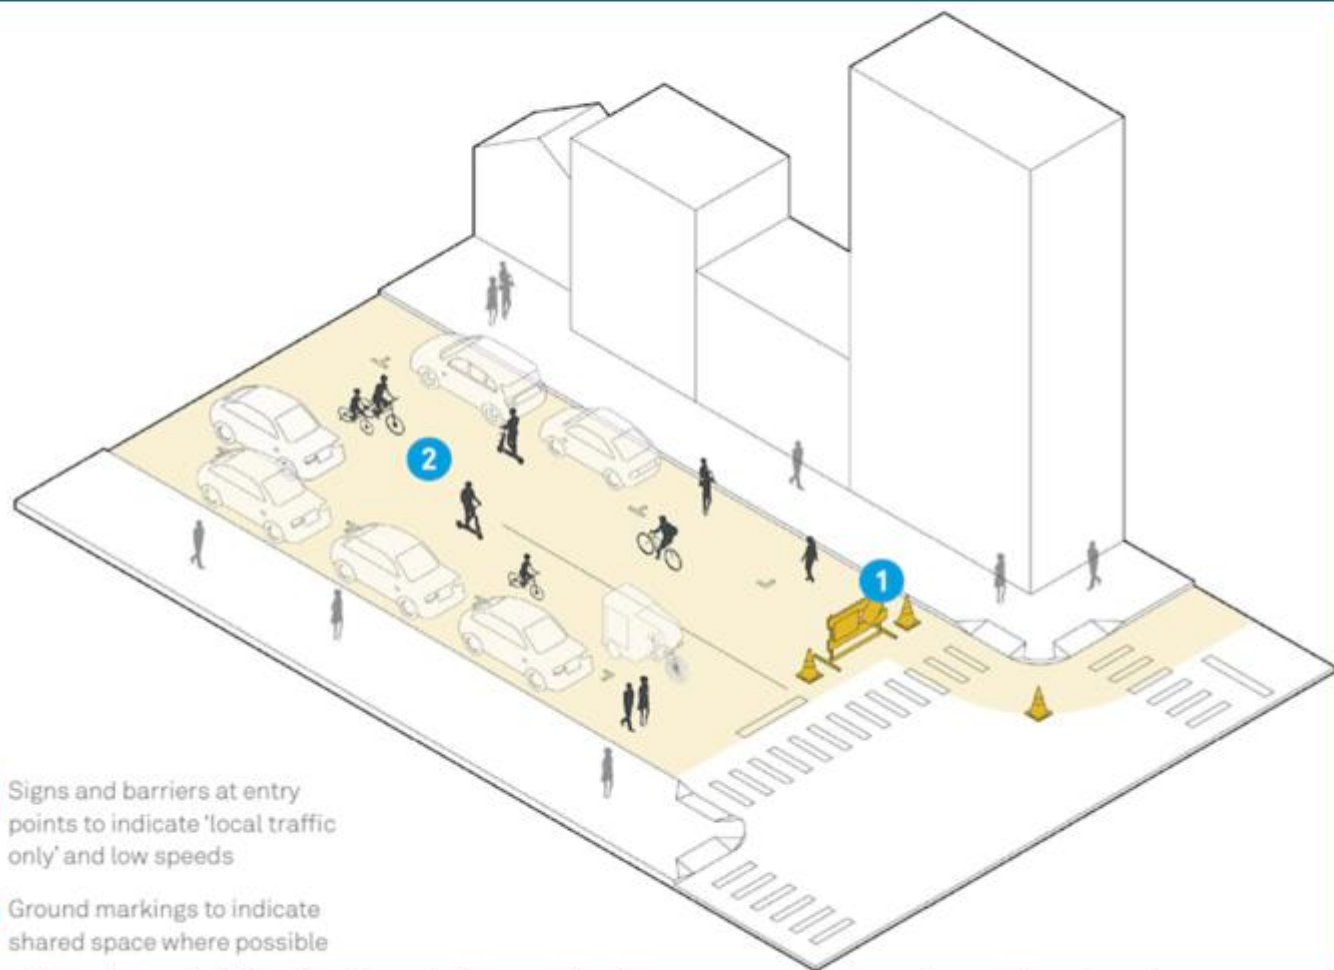 2
1
Signs and barriers at entry
points to indicate 'local traffic
only' and low speeds
Ground markings to indicate
shared space where possible